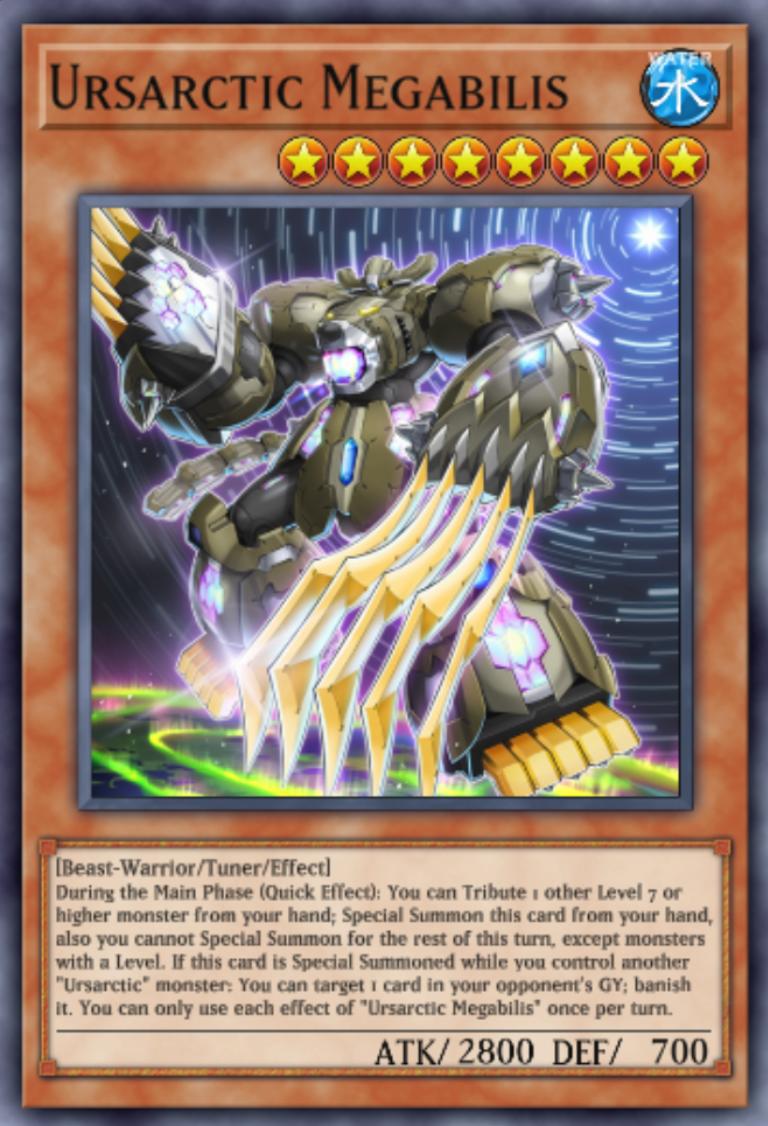 URSARCTIC MEGABILIS
WATER
水
[Beast-Warrior/Tuner/Effect]
During the Main Phase (Quick Effect): You can Tribute 1 other Level 7 or
higher monster from your hand; Special Summon this card from your hand,
also you cannot Special Summon for the rest of this turn, except monsters
with a Level. If this card is Special Summoned while you control another
"Ursarctic" monster: You can target 1 card in your opponent's GY; banish
it. You can only use each effect of "Ursarctic Megabilis" once per turn.
ATK/ 2800 DEF/ 700